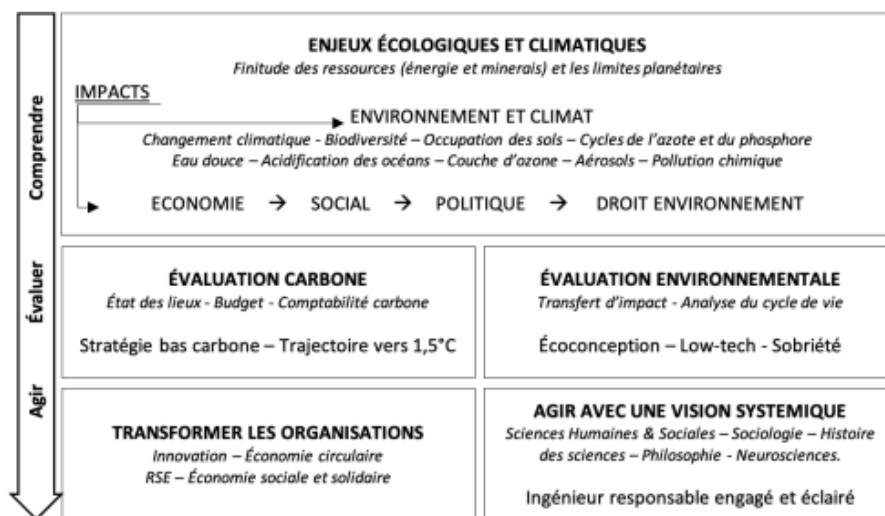 ENJEUX ÉCOLOGIQUES ET CLIMATIQUES
Finitude des ressources (énergie et minerais) et les limites planétaires
IMPACTS
ENVIRONNEMENT ET CLIMAT
Changement climatique - Biodiversité – Occupation des sols – Cycles de l'azote et du phosphore
Eau douce – Acidification des océans – Couche d'ozone – Aérosols – Pollution chimique
ECONOMIE → SOCIAL → POLITIQUE → DROIT ENVIRONNEMENT
Comprendre
ÉVALUATION CARBONE
État des lieux - Budget - Comptabilité carbone
Stratégie bas carbone – Trajectoire vers 1,5°C
ÉVALUATION ENVIRONNEMENTALE
Transfert d'impact - Analyse du cycle de vie
Écoconception – Low-tech - Sobriété
Évaluer
TRANSFORMER LES ORGANISATIONS
Innovation – Économie circulaire
RSE – Économie sociale et solidaire
AGIR AVEC UNE VISION SYSTEMIQUE
Sciences Humaines & Sociales – Sociologie – Histoire
des sciences – Philosophie - Neurosciences.
Ingénieur responsable engagé et éclairé
Agir